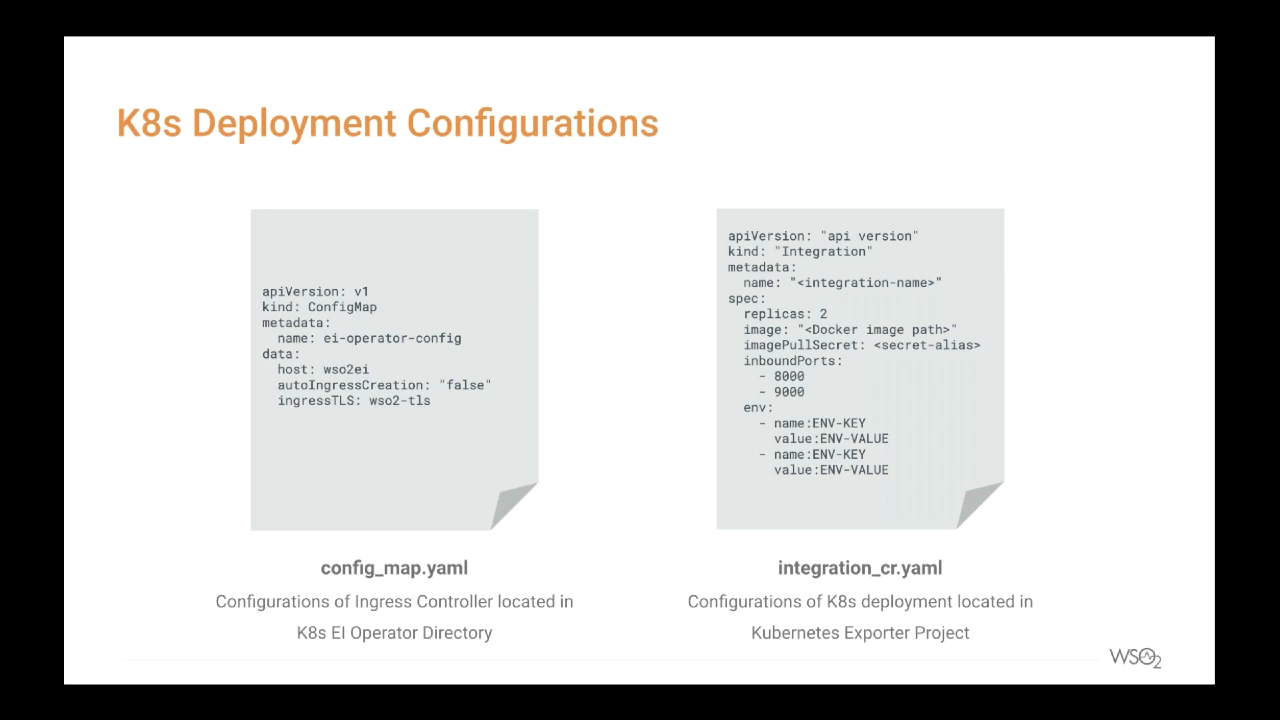 K8s Deployment Configurations
apiVersion: v1
kind: ConfigMap
metadata:
  name: ei-operator-config
data:
  host: wso2ei
  autoIngressCreation: "false"
  ingressTLS: wso2-tls
config_map.yaml
Configurations of Ingress Controller located in
K8s EI Operator Directory
apiVersion: "api version"
kind: "Integration"
metadata:
  name: "<integration-name>"
spec:
  replicas: 2
  image: "<Docker image path>"
  imagePullSecret: <secret-alias>
  inboundPorts:
    - 8000
    - 9000
  env:
    - name:ENV-KEY
      value:ENV-VALUE
    - name:ENV-KEY
      value:ENV-VALUE
integration_cr.yaml
Configurations of K8s deployment located in
Kubernetes Exporter Project
WSO2